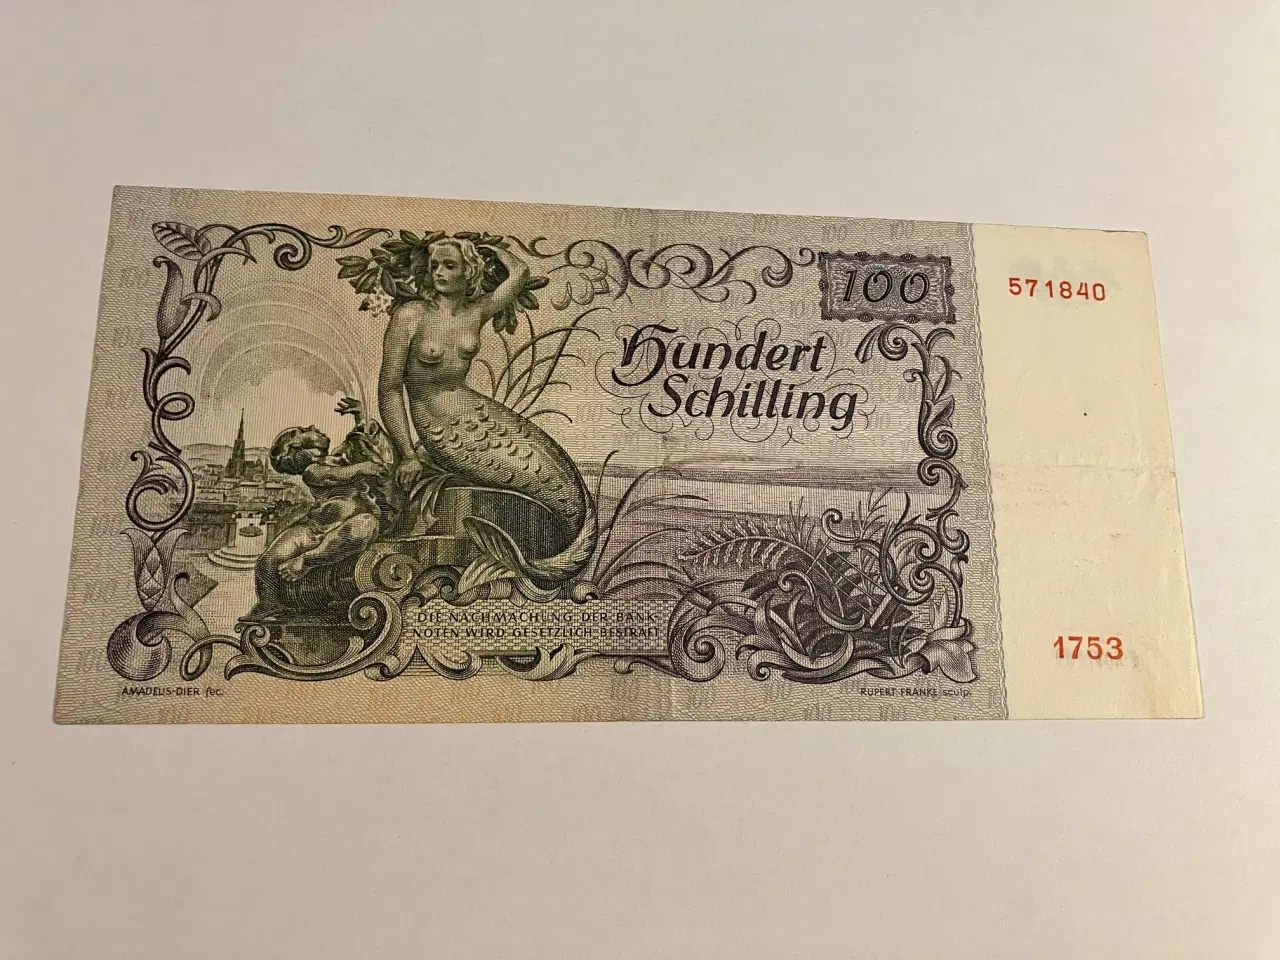 100
571840
Hundert
Schilling
DIE NACHMACHUNG DER BANK-
NOTEN WIRD GESETZLICH BESTRAFT
1753
AMADEUS-DIER fec.
RUPERT FRANKE sculp.